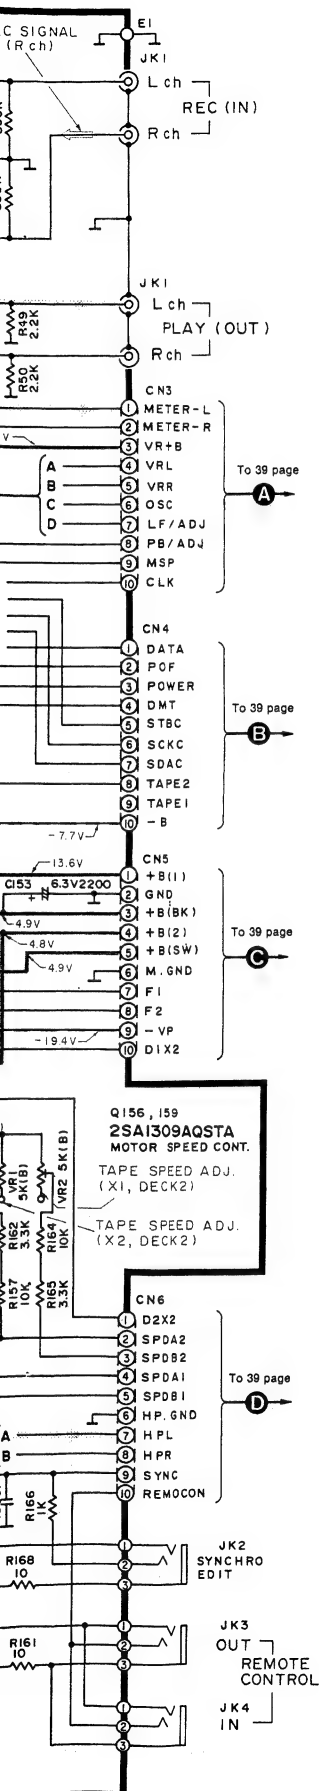 E1
C SIGNAL
(R ch)
JK1
L ch
REC (IN)
R ch
JK1
L ch
R49
2.2K
PLAY (OUT)
R ch
R50
2.2K
CN3
1 METER-L
2 METER-R
V
3 VR+B
A 4 VRL
B 5 VRR
C 6 OSC
D 7 LF/ADJ
8 PB/ADJ
9 MSP
10 CLK
To 39 page
A
CN4
1 DATA
2 POF
3 POWER
4 DMT
5 STBC
6 SCKC
7 SDAC
8 TAPE2
9 TAPE1
10 -B
-7.7V
To 39 page
B
13.6V
CN5
1 +B(1)
C153 6.3V2200
+
2 GND
3 +B(BK)
4.9V
4 +B(2)
4.8V
5 +B(SW)
4.9V
6 M.GND
7 F1
8 F2
9 -VP
-19.4V
10 D1X2
To 39 page
C
Q156, 159
2SA1309AQSTA
MOTOR SPEED CONT.
VR1
5K(B)
VR2 5K(B)
TAPE SPEED ADJ.
(X1, DECK2)
TAPE SPEED ADJ.
(X2, DECK2)
R162
3.3K
R164
10K
R157
10K
R165
3.3K
CN6
1 D2X2
2 SPDA2
3 SPDB2
4 SPDA1
5 SPDB1
6 HP.GND
A 7 HPL
B 8 HPR
9 SYNC
10 REMOCON
To 39 page
D
R166
1K
1
2
3
JK2
SYNCHRO
EDIT
R168
10
1
2
3
JK3
OUT
R161
10
REMOTE
CONTROL
1
2
3
JK4
IN